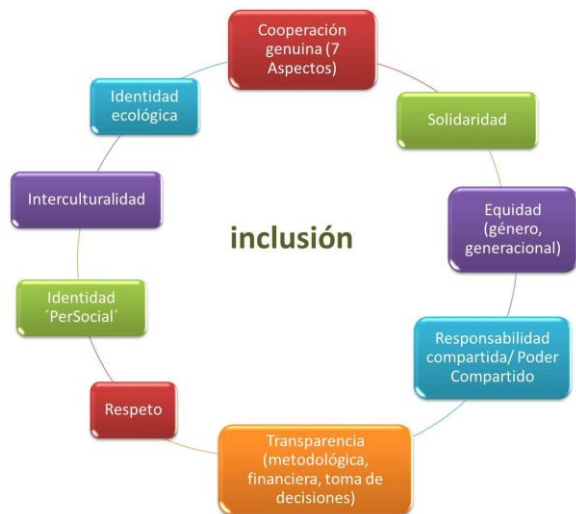 Cooperación
genuina (7
Aspectos)
Solidaridad
Equidad
(género,
generacional)
Responsabilidad
compartida/ Poder
Compartido
Transparencia
(metodológica,
financiera, toma de
decisiones)
Respeto
Identidad
´PerSocial´
Interculturalidad
Identidad
ecológica
inclusión